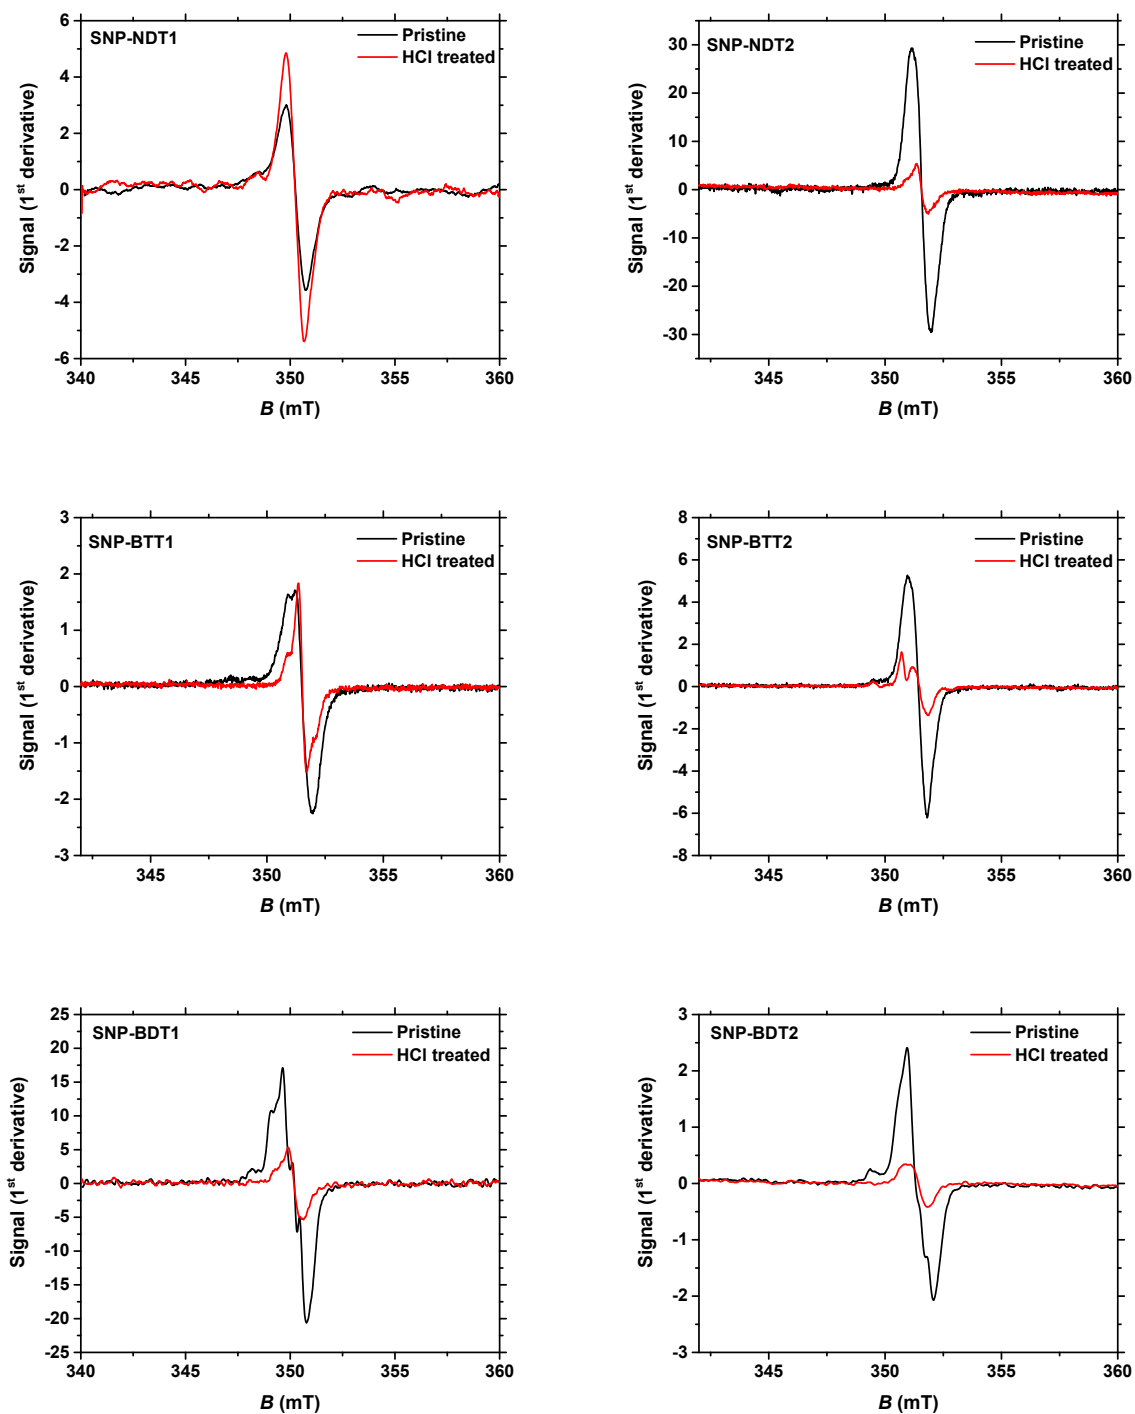 SNP-NDT1
Pristine
HCl treated
6
4
2
0
-2
-4
-6
340
345
350
355
360
Signal (1st derivative)
B (mT)
SNP-NDT2
Pristine
HCl treated
30
20
10
0
-10
-20
-30
345
350
355
360
Signal (1st derivative)
B (mT)
SNP-BTT1
Pristine
HCl treated
3
2
1
0
-1
-2
-3
345
350
355
360
Signal (1st derivative)
B (mT)
SNP-BTT2
Pristine
HCl treated
8
6
4
2
0
-2
-4
-6
-8
345
350
355
360
Signal (1st derivative)
B (mT)
SNP-BDT1
Pristine
HCl treated
25
20
15
10
5
0
-5
-10
-15
-20
-25
340
345
350
355
360
Signal (1st derivative)
B (mT)
SNP-BDT2
Pristine
HCl treated
3
2
1
0
-1
-2
-3
345
350
355
360
Signal (1st derivative)
B (mT)